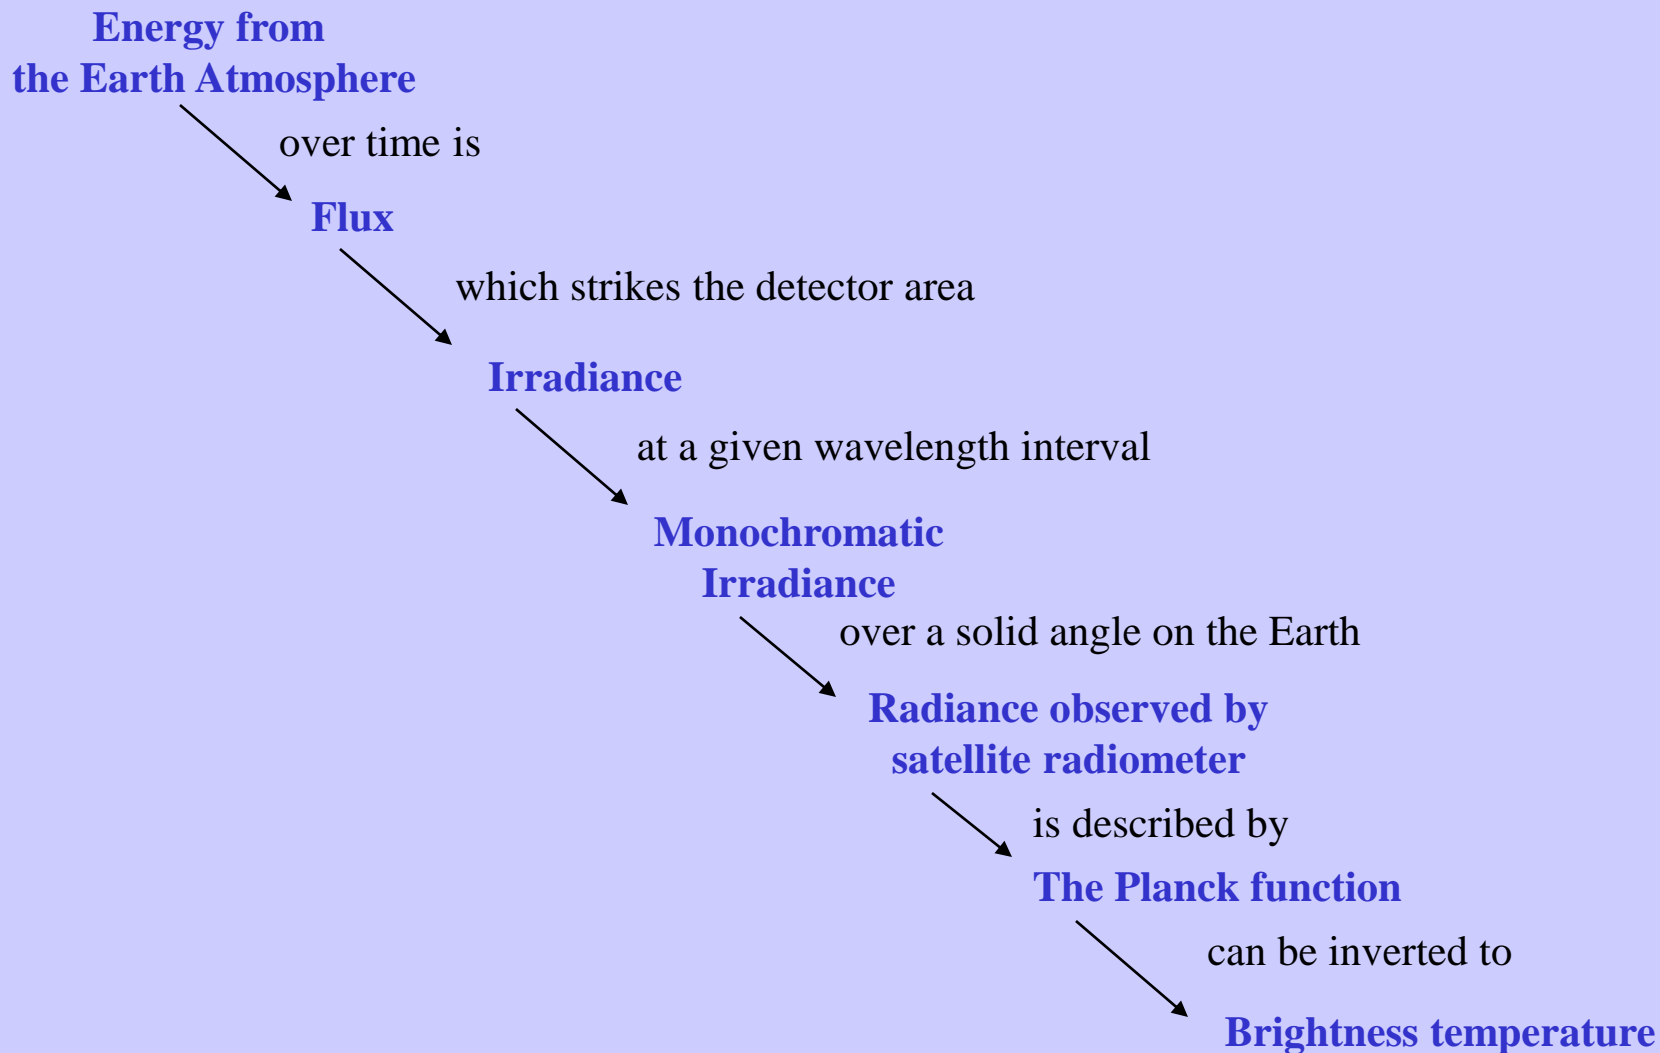 Energy from
the Earth Atmosphere
over time is
Flux
which strikes the detector area
Irradiance
at a given wavelength interval
Monochromatic
Irradiance
over a solid angle on the Earth
Radiance observed by
satellite radiometer
is described by
The Planck function
can be inverted to
Brightness temperature